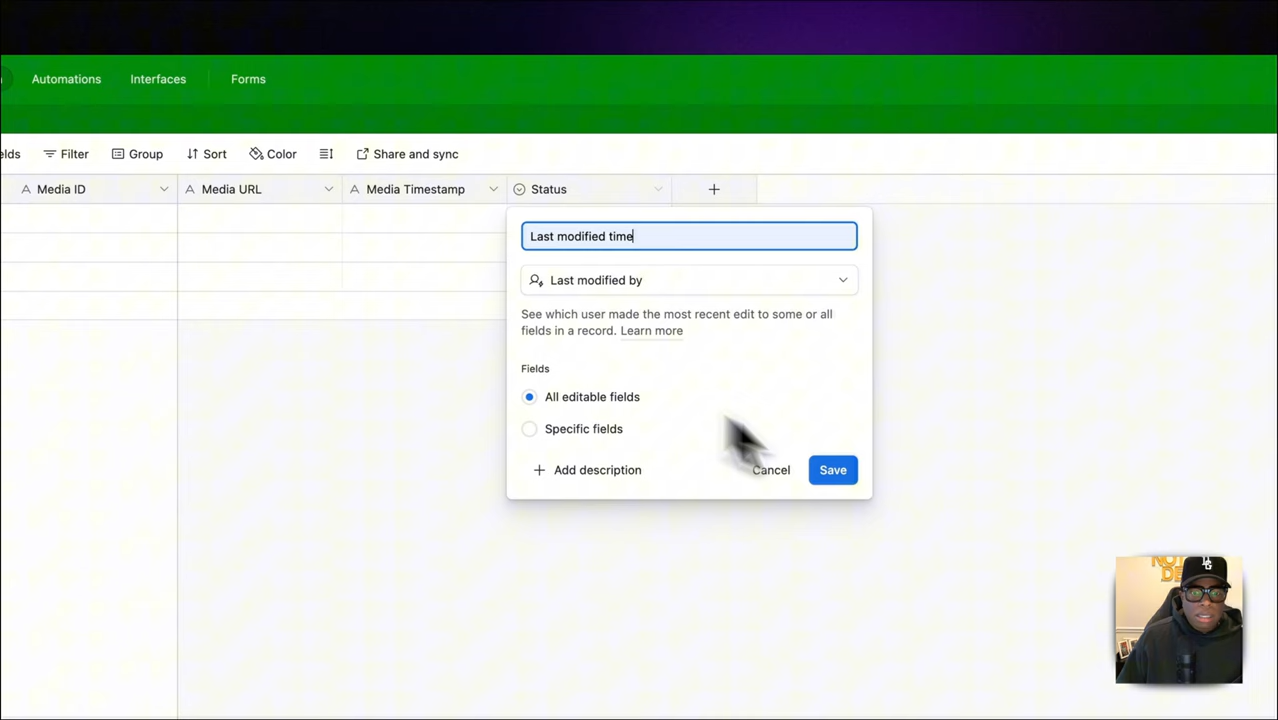 Automations Interfaces Forms
elds Filter Group Sort Color Share and sync
Media ID Media URL Media Timestamp Status
Last modified time
Last modified by
See which user made the most recent edit to some or all
fields in a record. Learn more
Fields
All editable fields
Specific fields
Add description Cancel Save